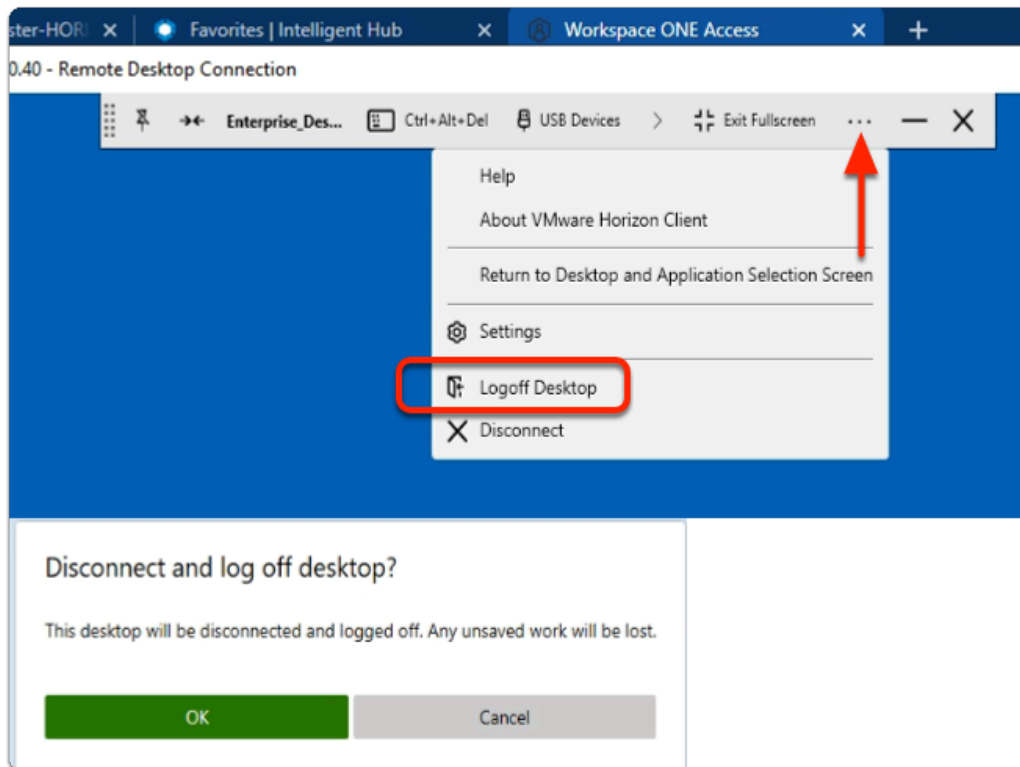 ster-HORI Favorites | Intelligent Hub Workspace ONE Access
0.40 - Remote Desktop Connection
Enterprise_Des... Ctrl+Alt+Del USB Devices Exit Fullscreen ...
Help
About VMware Horizon Client
Return to Desktop and Application Selection Screen
Settings
Logoff Desktop
Disconnect
Disconnect and log off desktop?
This desktop will be disconnected and logged off. Any unsaved work will be lost.
OK Cancel